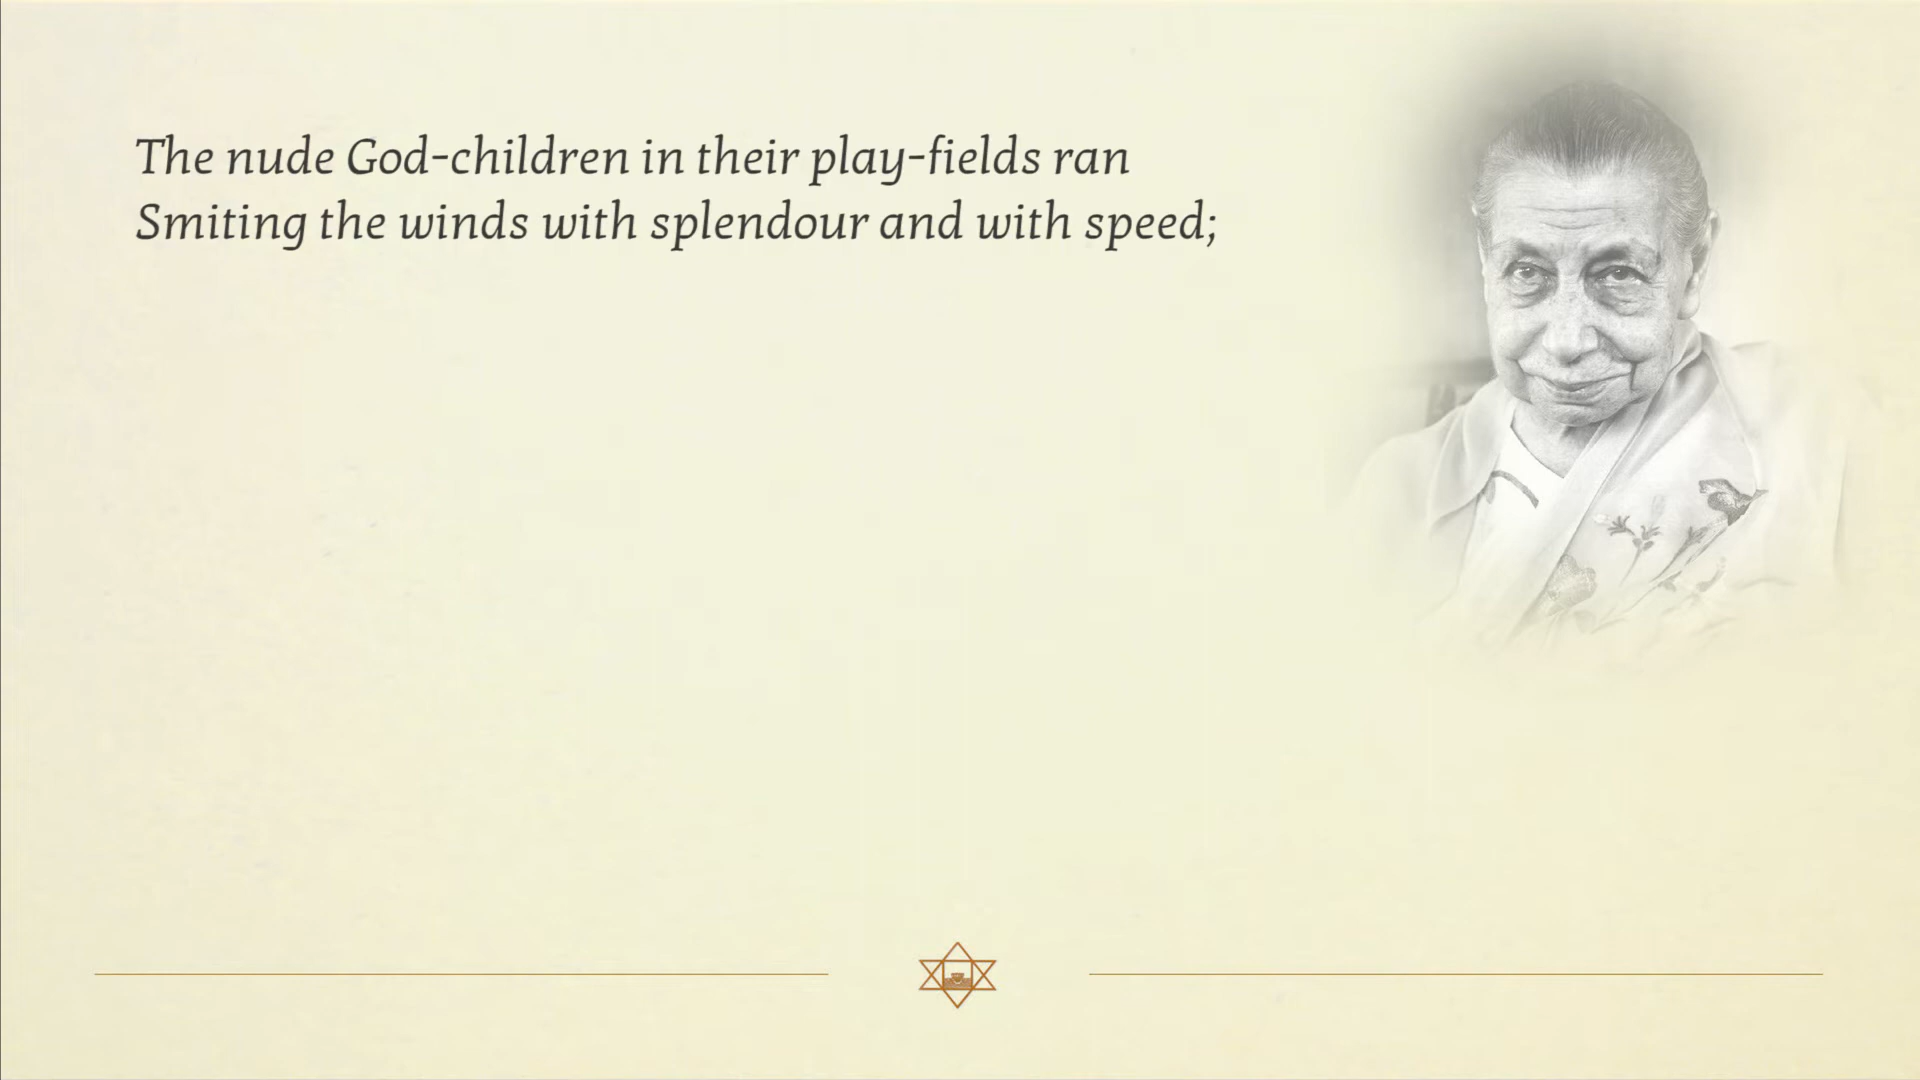 The nude God-children in their play-fields ran
Smiting the winds with splendour and with speed;